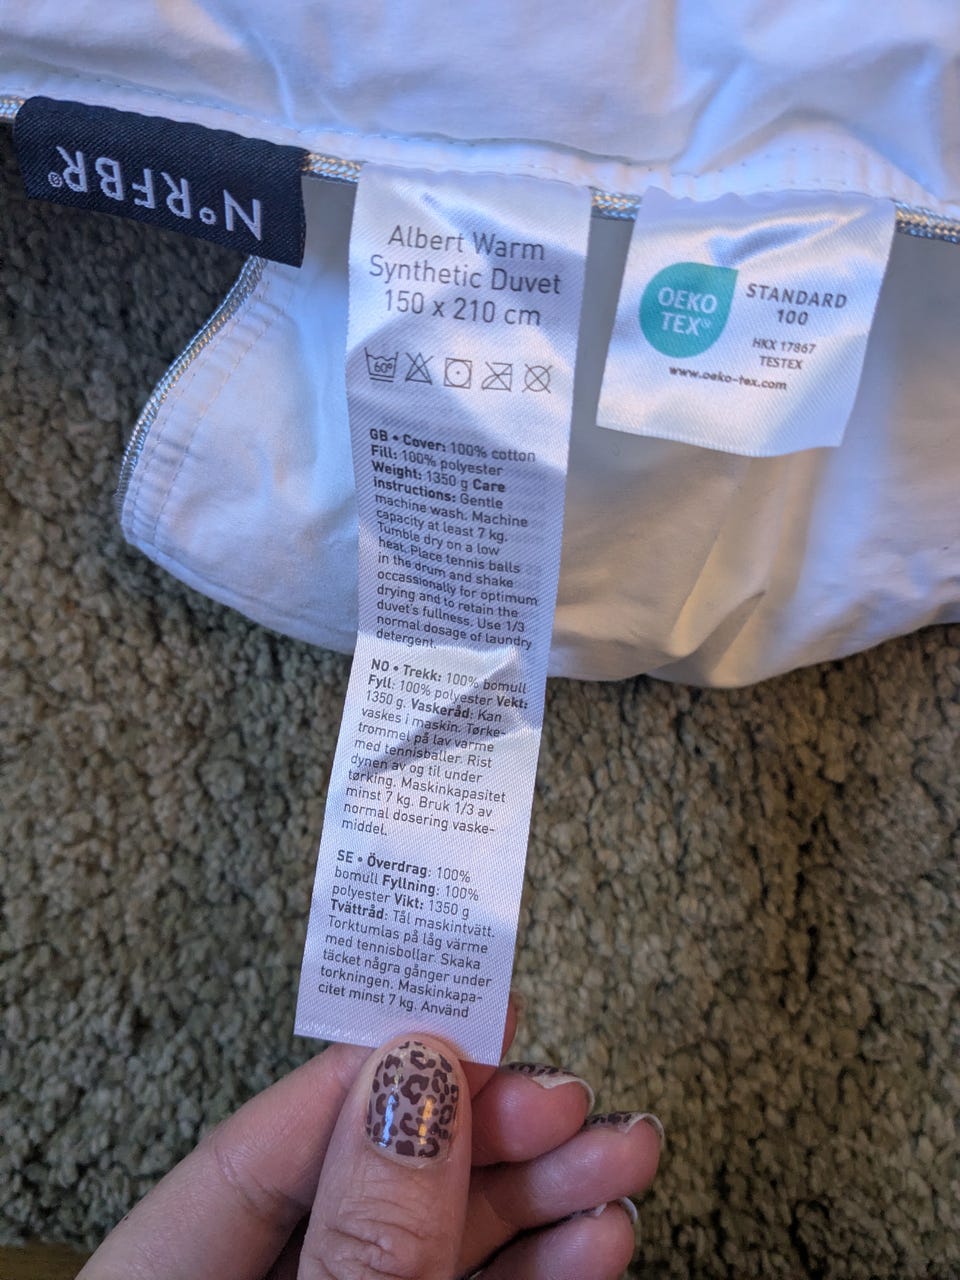 N°RFBR®
Albert Warm
Synthetic Duvet
150 x 210 cm
60°
GB • Cover: 100% cotton
Fill: 100% polyester
Weight: 1350 g Care
instructions: Gentle
machine wash. Machine
capacity at least 7 kg.
Tumble dry on a low
heat. Place tennis balls
in the drum and shake
occassionally for optimum
drying and to retain the
duvet's fullness. Use 1/3
normal dosage of laundry
detergent.
NO • Trekk: 100% bomull
Fyll: 100% polyester Vekt:
1350 g. Vaskeråd: Kan
vaskes i maskin. Tørke-
trommel på lav varme
med tennisballer. Rist
dynen av og til under
tørking. Maskinkapasitet
minst 7 kg. Bruk 1/3 av
normal dosering vaske-
middel.
SE • Överdrag: 100%
bomull Fyllning: 100%
polyester Vikt: 1350 g
Tvättråd: Tål maskintvätt.
Torktumlas på låg värme
med tennisbollar. Skaka
täcket några gånger under
torkningen. Maskinkapa-
citet minst 7 kg. Använd
OEKO
TEX®
STANDARD
100
HKX 17867
TESTEX
www.oeko-tex.com